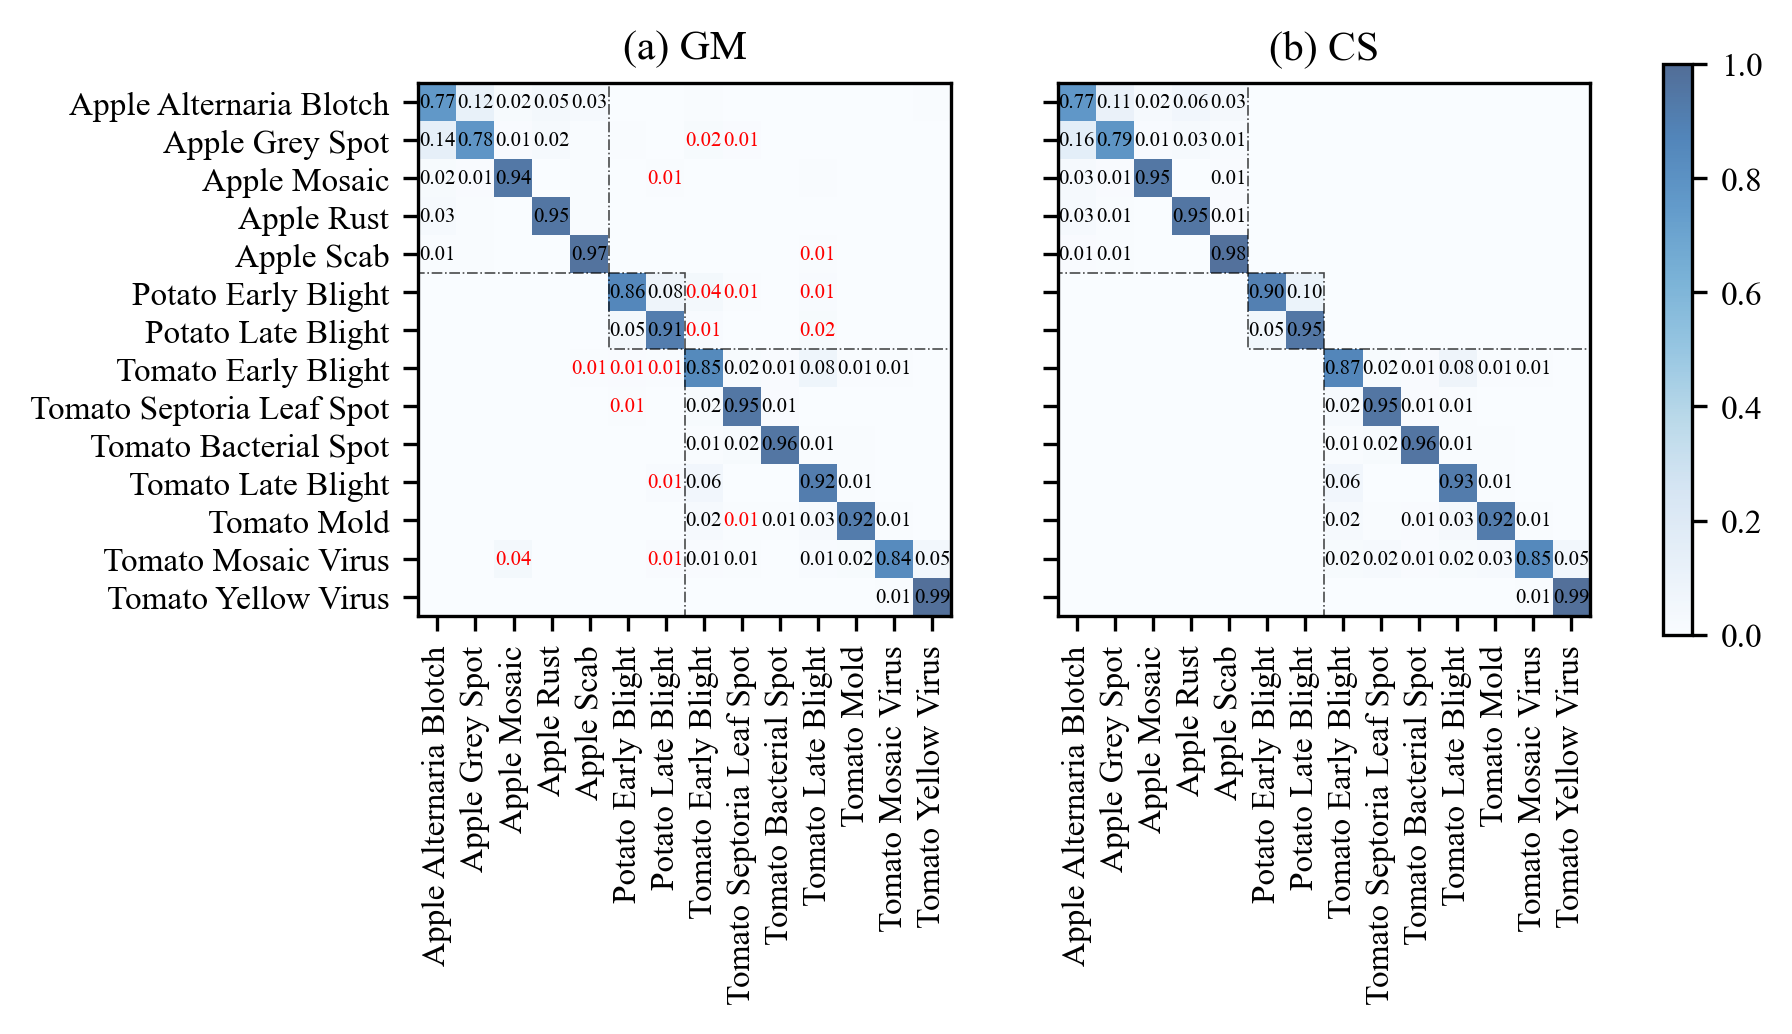 (a) GM
(b) CS
Apple Alternaria Blotch 0.77 0.12 0.02 0.05 0.03 0.77 0.11 0.02 0.06 0.03
Apple Grey Spot 0.14 0.78 0.01 0.02 0.02 0.01 0.16 0.79 0.01 0.03 0.01
Apple Mosaic 0.02 0.01 0.94 0.01 0.03 0.01 0.95 0.01
Apple Rust 0.03 0.95 0.03 0.01 0.95 0.01
Apple Scab 0.01 0.97 0.01 0.01 0.01 0.98
Potato Early Blight 0.86 0.08 0.04 0.01 0.01 0.90 0.10
Potato Late Blight 0.05 0.91 0.01 0.02 0.05 0.95
Tomato Early Blight 0.01 0.01 0.01 0.85 0.02 0.01 0.08 0.01 0.01 0.87 0.02 0.01 0.08 0.01 0.01
Tomato Septoria Leaf Spot 0.01 0.02 0.95 0.01 0.02 0.95 0.01 0.01
Tomato Bacterial Spot 0.01 0.02 0.96 0.01 0.01 0.02 0.96 0.01
Tomato Late Blight 0.01 0.06 0.92 0.01 0.06 0.93 0.01
Tomato Mold 0.02 0.01 0.01 0.03 0.92 0.01 0.02 0.01 0.03 0.92 0.01
Tomato Mosaic Virus 0.04 0.01 0.01 0.01 0.01 0.02 0.84 0.05 0.02 0.02 0.01 0.02 0.03 0.85 0.05
Tomato Yellow Virus 0.01 0.99 0.01 0.99
Apple Alternaria Blotch
Apple Grey Spot
Apple Mosaic
Apple Rust
Apple Scab
Potato Early Blight
Potato Late Blight
Tomato Early Blight
Tomato Septoria Leaf Spot
Tomato Bacterial Spot
Tomato Late Blight
Tomato Mold
Tomato Mosaic Virus
Tomato Yellow Virus
Apple Alternaria Blotch
Apple Grey Spot
Apple Mosaic
Apple Rust
Apple Scab
Potato Early Blight
Potato Late Blight
Tomato Early Blight
Tomato Septoria Leaf Spot
Tomato Bacterial Spot
Tomato Late Blight
Tomato Mold
Tomato Mosaic Virus
Tomato Yellow Virus
1.0
0.8
0.6
0.4
0.2
0.0